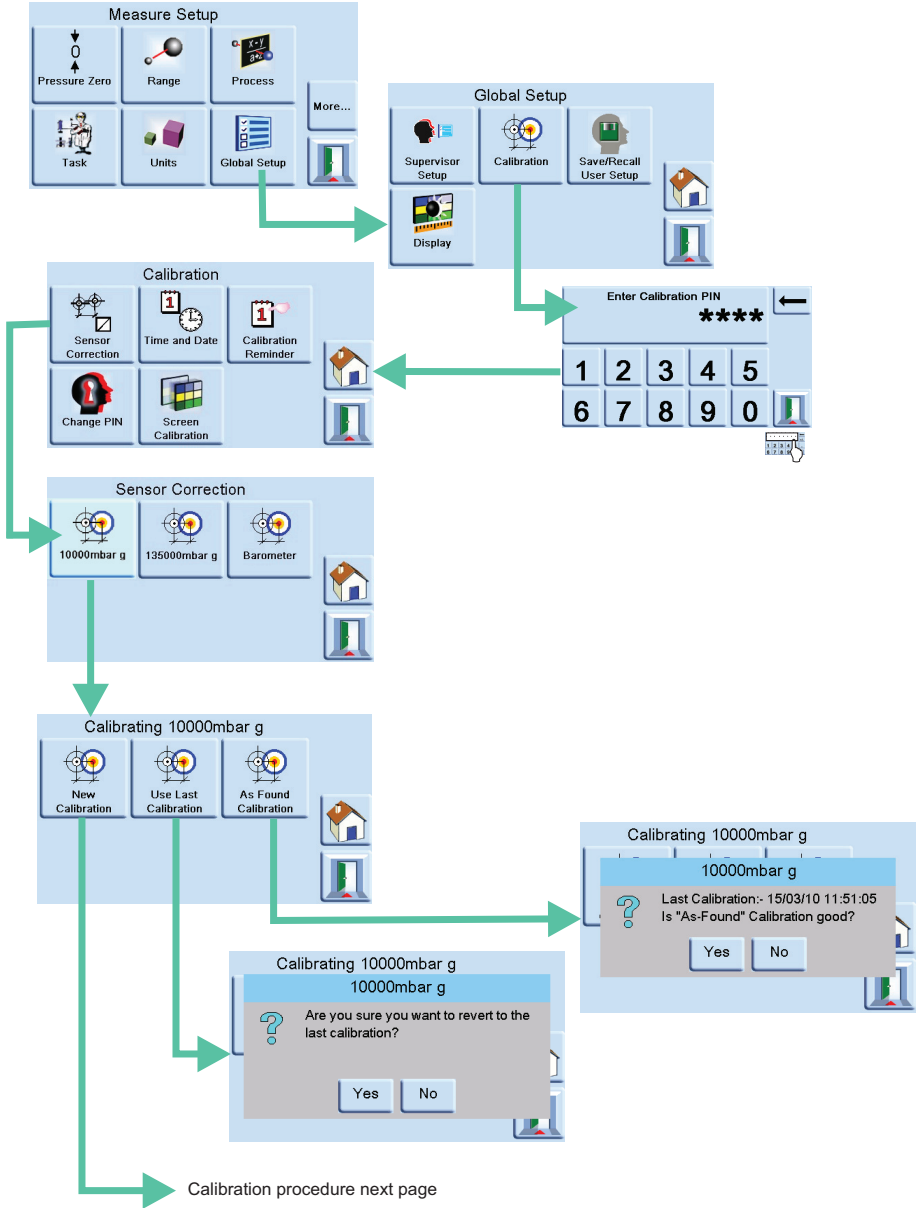 Measure Setup
0
Pressure Zero
Range
x-y
a+z
Process
More...
Task
Units
Global Setup
Global Setup
Supervisor
Setup
Calibration
Save/Recall
User Setup
Display
Calibration
Sensor
Correction
1
Time and Date
1
Calibration
Reminder
Change PIN
Screen
Calibration
Enter Calibration PIN
****
1 2 3 4 5
6 7 8 9 0
Sensor Correction
10000mbar g
135000mbar g
Barometer
Calibrating 10000mbar g
New
Calibration
Use Last
Calibration
As Found
Calibration
Calibrating 10000mbar g
10000mbar g
Last Calibration:- 15/03/10 11:51:05
Is "As-Found" Calibration good?
Yes
No
Calibrating 10000mbar g
10000mbar g
Are you sure you want to revert to the
last calibration?
Yes
No
Calibration procedure next page